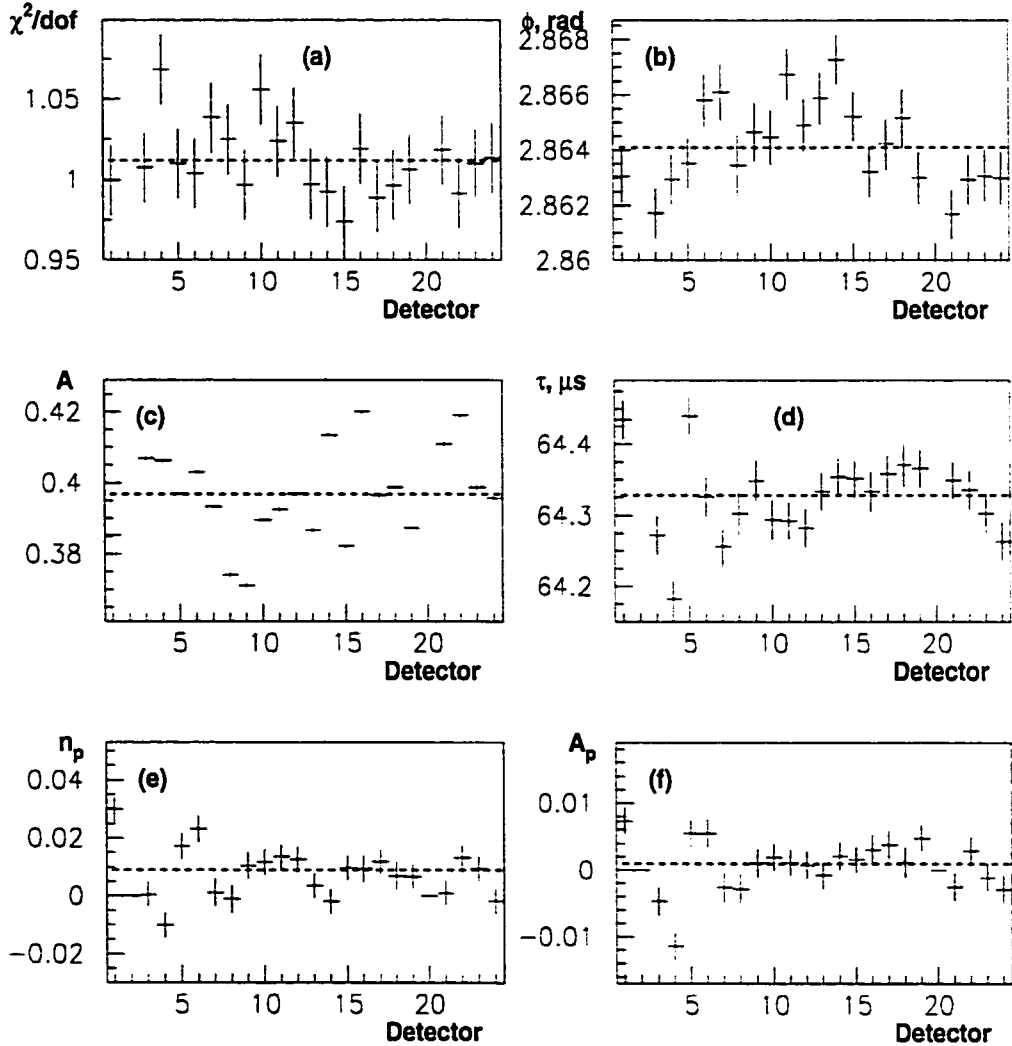 χ²/dof
(a)
1.05
1
0.95
5 10 15 20
Detector
ϕ, rad
(b)
2.868
2.866
2.864
2.862
2.86
5 10 15 20
Detector
A
(c)
0.42
0.4
0.38
5 10 15 20
Detector
τ, μs
(d)
64.4
64.3
64.2
5 10 15 20
Detector
n_p
(e)
0.04
0.02
0
−0.02
5 10 15 20
Detector
A_p
(f)
0.01
0
−0.01
5 10 15 20
Detector